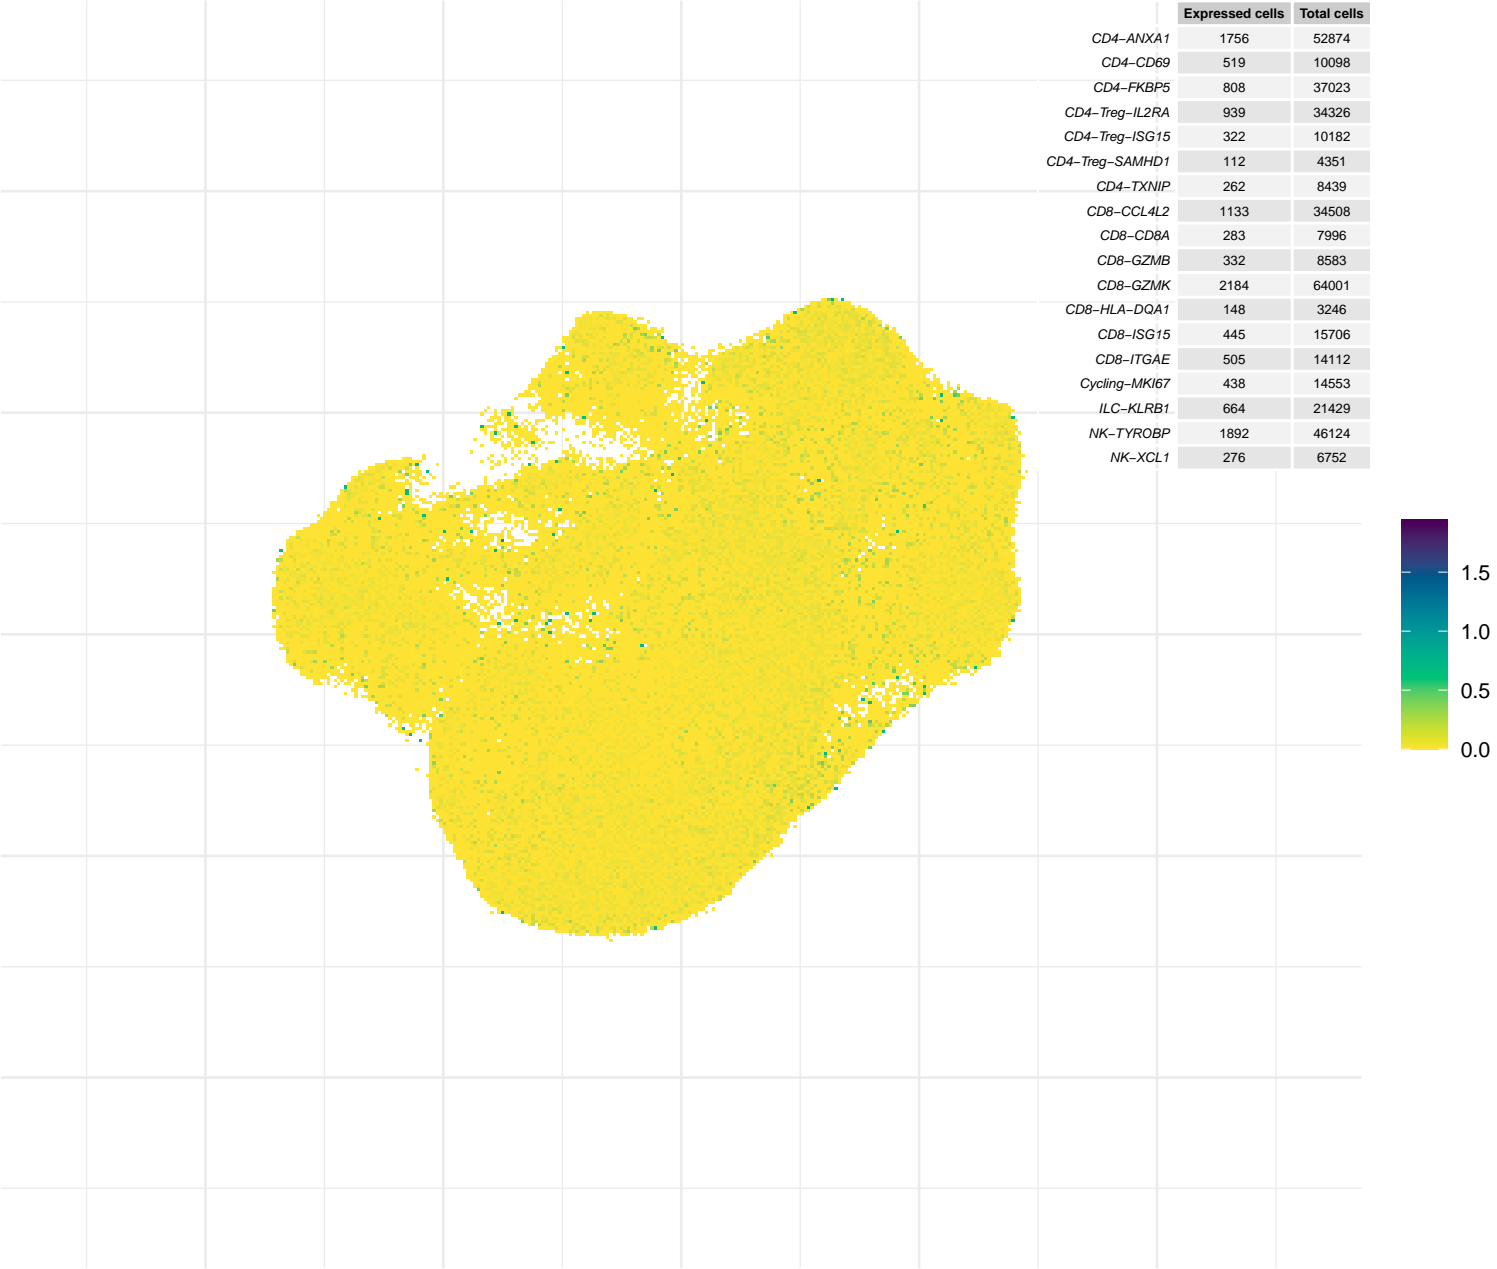 Expressed cells Total cells
CD4−ANXA1 1756 52874
CD4−CD69 519 10098
CD4−FKBP5 808 37023
CD4−Treg−IL2RA 939 34326
CD4−Treg−ISG15 322 10182
CD4−Treg−SAMHD1 112 4351
CD4−TXNIP 262 8439
CD8−CCL4L2 1133 34508
CD8−CD8A 283 7996
CD8−GZMB 332 8583
CD8−GZMK 2184 64001
CD8−HLA−DQA1 148 3246
CD8−ISG15 445 15706
CD8−ITGAE 505 14112
Cycling−MKI67 438 14553
ILC−KLRB1 664 21429
NK−TYROBP 1892 46124
NK−XCL1 276 6752
1.5
1.0
0.5
0.0